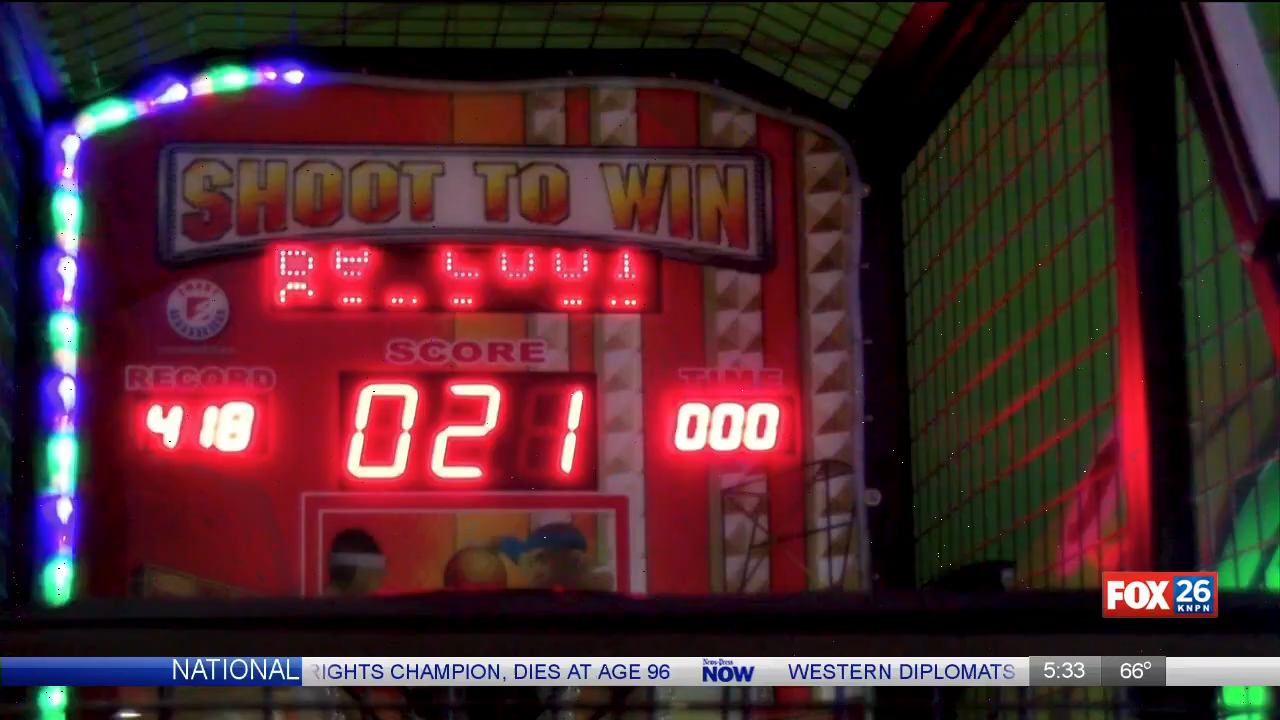 SHOOT TO WIN
SCORE
RECORD
TIME
418
021
000
FOX 26
KNPN
NATIONAL
RIGHTS CHAMPION, DIES AT AGE 96
News-Press
NOW
WESTERN DIPLOMATS
5:33
66°